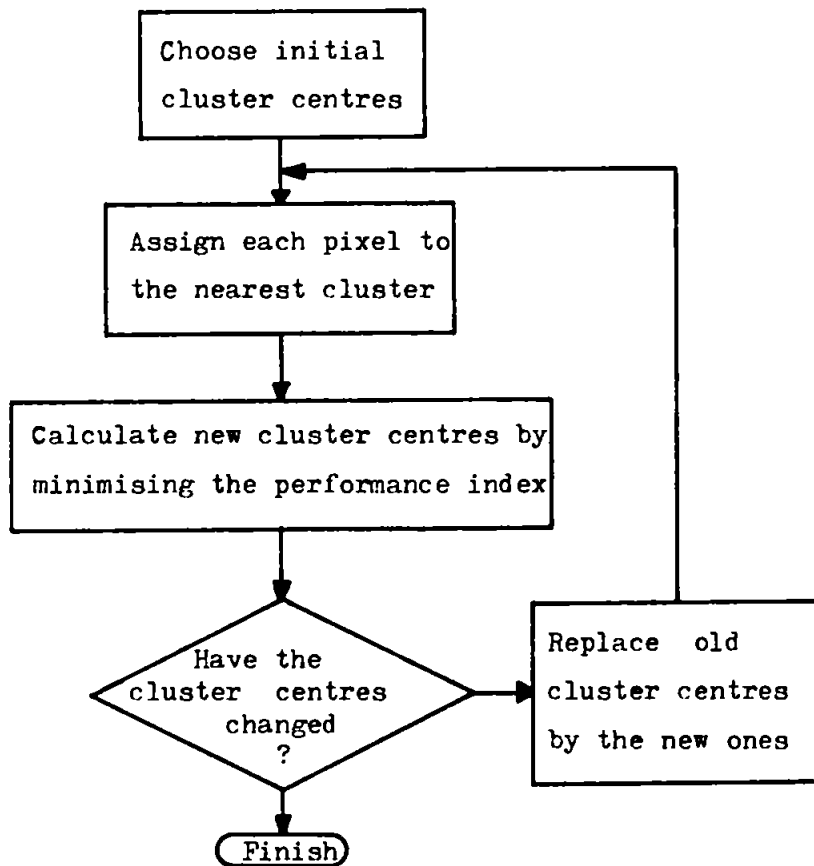 Choose initial
cluster centres
Assign each pixel to
the nearest cluster
Calculate new cluster centres by
minimising the performance index
Have the
cluster centres
changed
?
Replace old
cluster centres
by the new ones
Finish